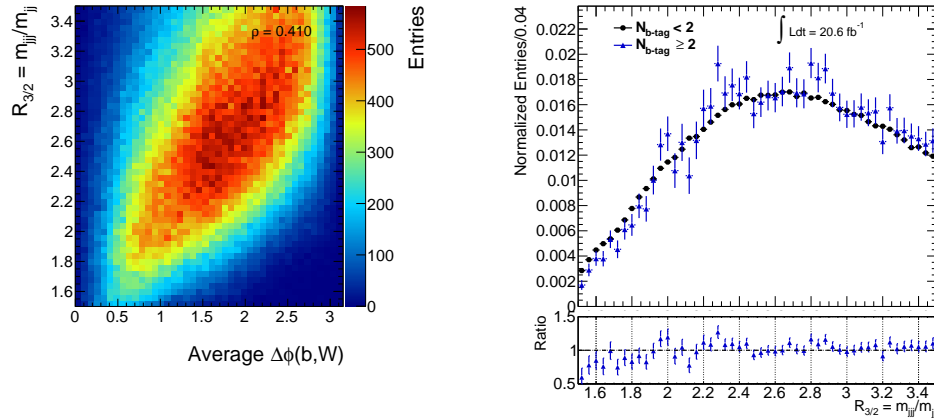 ρ = 0.410
R3/2 = mjjj/mjj
3.4
3.2
3
2.8
2.6
2.4
2.2
2
1.8
1.6
0 0.5 1 1.5 2 2.5 3
Average Δϕ(b,W)
Entries
500
400
300
200
100
0
Normalized Entries/0.04
0.022
0.02
0.018
0.016
0.014
0.012
0.01
0.008
0.006
0.004
0.002
0
Nb-tag < 2
Nb-tag ≥ 2
∫ Ldt = 20.6 fb-1
Ratio
1.5
1
0.5
1.6 1.8 2 2.2 2.4 2.6 2.8 3 3.2 3.4
R3/2 = mjjj/mj